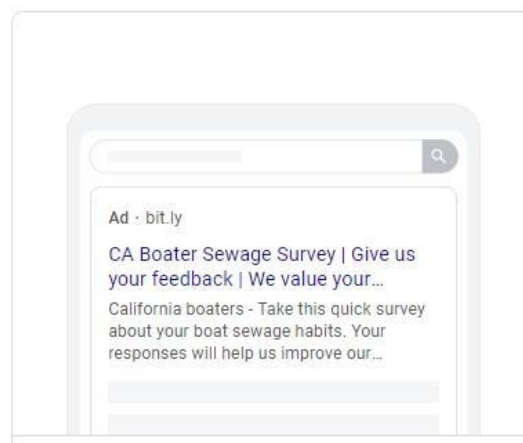 Ad · bit.ly
CA Boater Sewage Survey | Give us
your feedback | We value your...
California boaters - Take this quick survey
about your boat sewage habits. Your
responses will help us improve our...